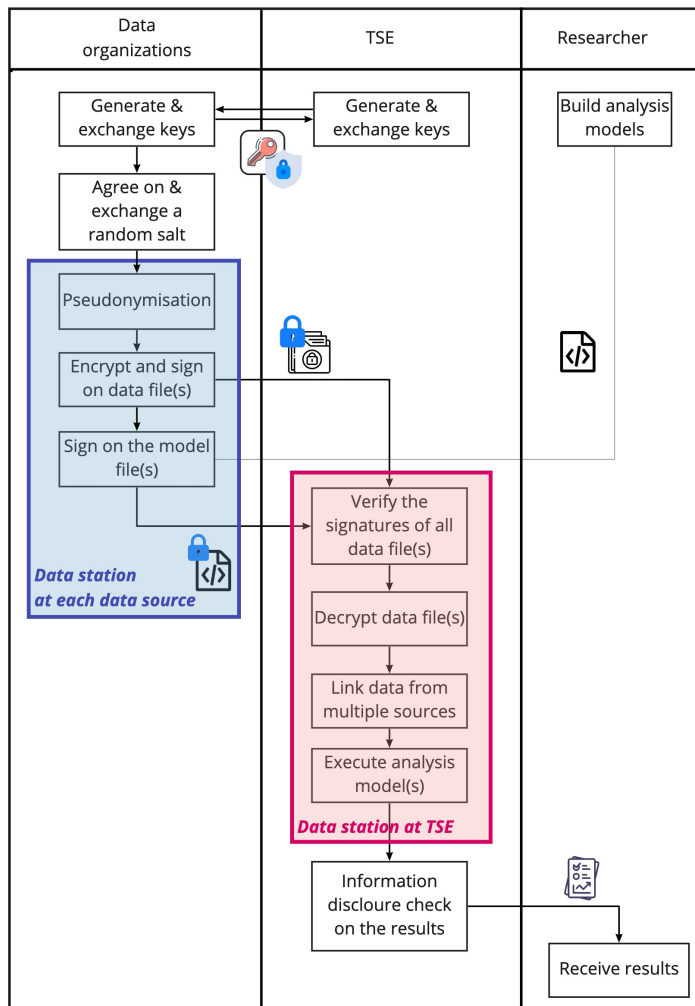 Data
organizations
TSE
Researcher
Generate &
exchange keys
Generate &
exchange keys
Build analysis
models
Agree on &
exchange a
random salt
Pseudonymisation
Encrypt and sign
on data file(s)
Sign on the model
file(s)
Data station
at each data source
Verify the
signatures of all
data file(s)
Decrypt data file(s)
Link data from
multiple sources
Execute analysis
model(s)
Data station at TSE
Information
discloure check
on the results
Receive results